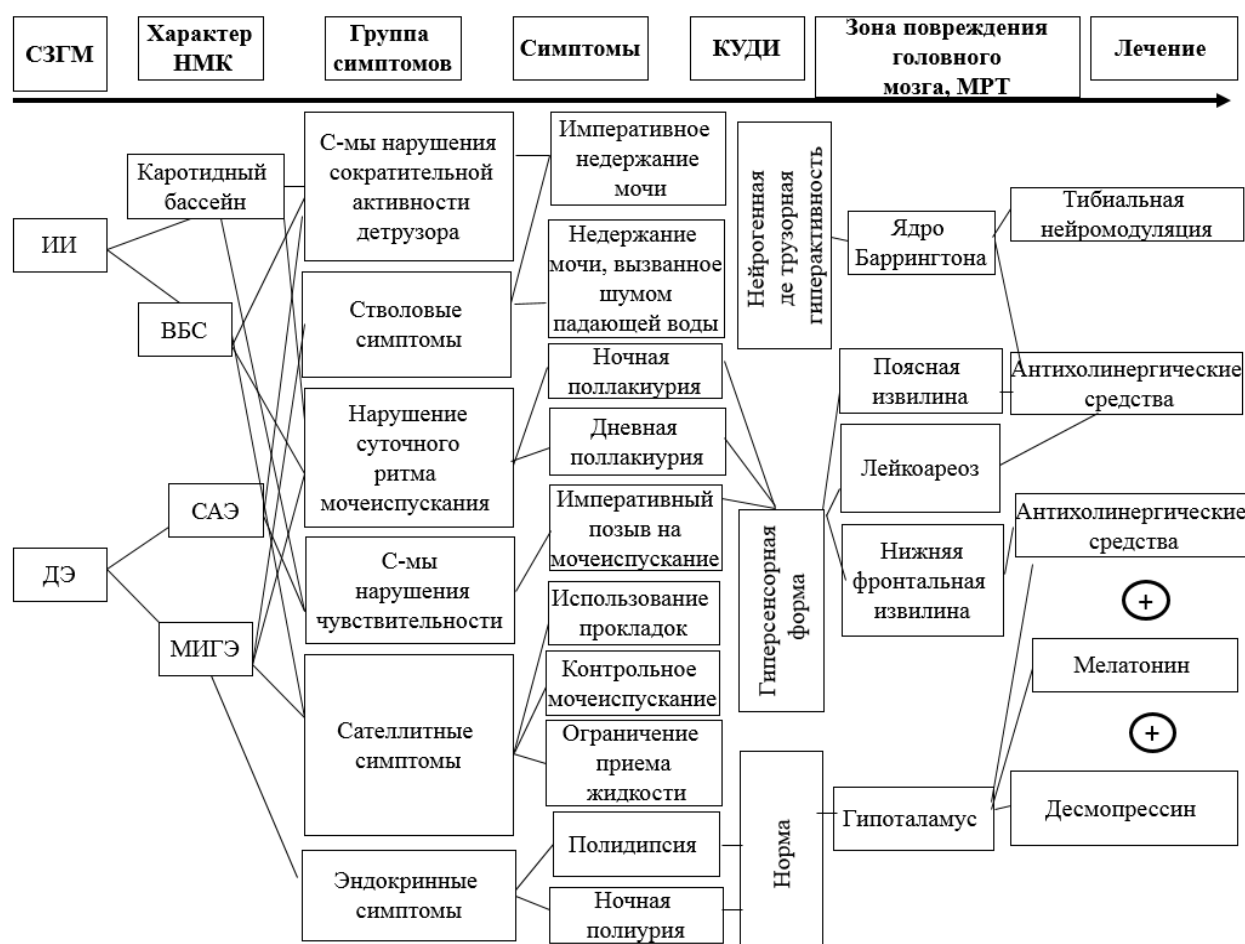 СЗГМ
Характер
НМК
Группа
симптомов
Симптомы
КУДИ
Зона повреждения
головного
мозга, МРТ
Лечение
ИИ
ДЭ
Каротидный
бассейн
ВБС
САЭ
МИГЭ
С-мы нарушения
сократительной
активности
детрузора
Стволовые
симптомы
Нарушение
суточного
ритма
мочеиспускания
С-мы
нарушения
чувствительности
Сателлитные
симптомы
Эндокринные
симптомы
Императивное
недержание
мочи
Недержание
мочи, вызванное
шумом
падающей воды
Ночная
поллакиурия
Дневная
поллакиурия
Императивный
позыв на
мочеиспускание
Использование
прокладок
Контрольное
мочеиспускание
Ограничение
приема
жидкости
Полидипсия
Ночная
полиурия
Нейрогенная
де трузорная
гиперактивность
Гиперсенсорная
форма
Норма
Ядро
Баррингтона
Поясная
извилина
Лейкоареоз
Нижняя
фронтальная
извилина
Гипоталамус
Тибиальная
нейромодуляция
Антихолинергические
средства
Антихолинергические
средства
+
Мелатонин
+
Десмопрессин